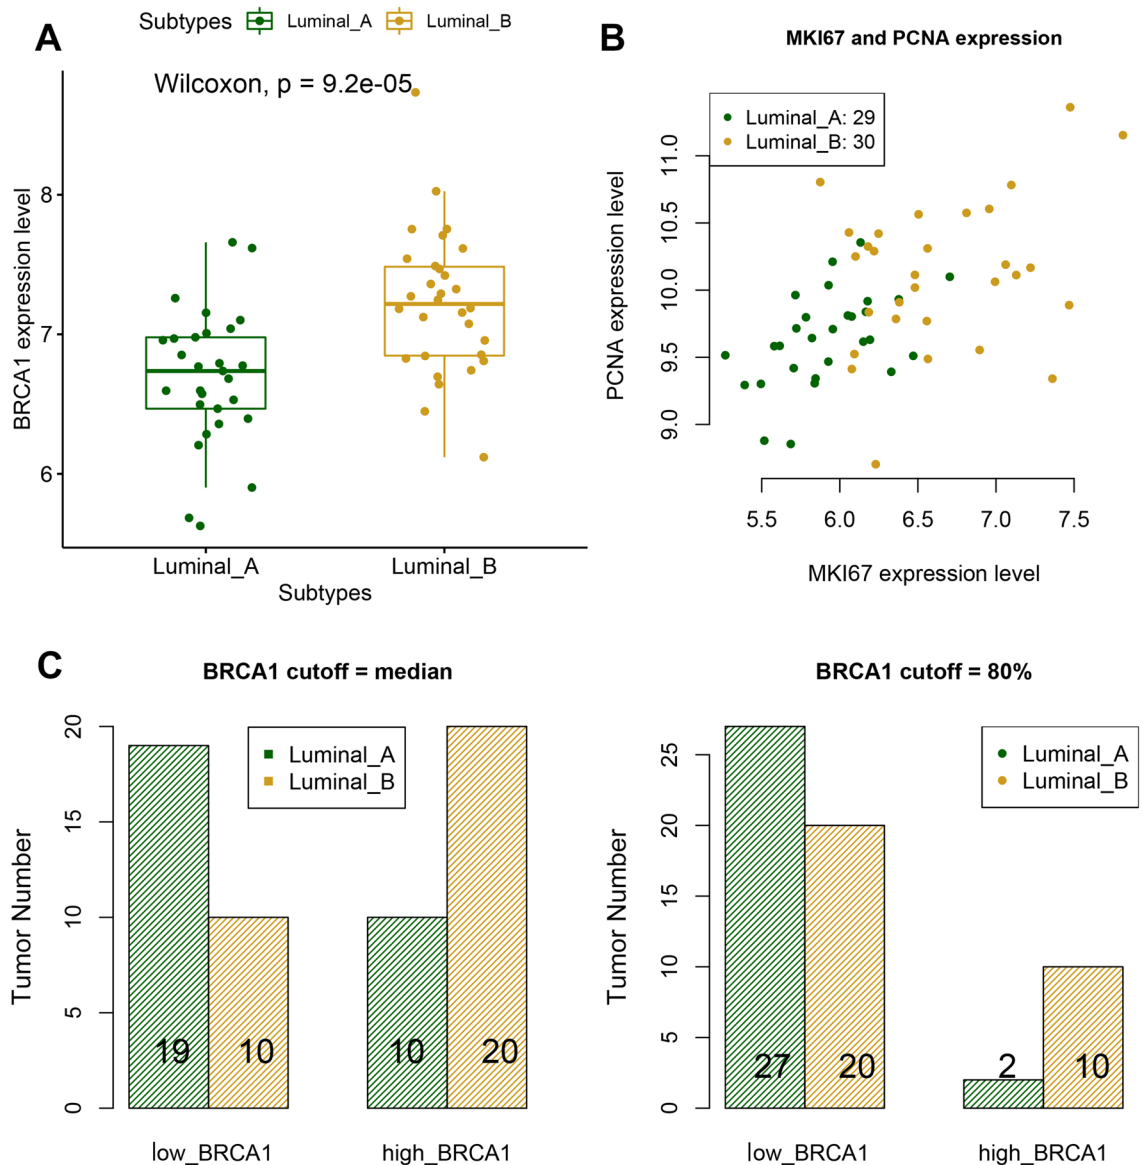 A
Subtypes Luminal_A Luminal_B
Wilcoxon, p = 9.2e-05
BRCA1 expression level
8
7
6
Luminal_A Luminal_B
Subtypes
B
MKI67 and PCNA expression
Luminal_A: 29
Luminal_B: 30
PCNA expression level
11.0
10.5
10.0
9.5
9.0
5.5 6.0 6.5 7.0 7.5
MKI67 expression level
C
BRCA1 cutoff = median
Luminal_A
Luminal_B
Tumor Number
20
15
10
5
0
19 10 10 20
low_BRCA1 high_BRCA1
BRCA1 cutoff = 80%
Luminal_A
Luminal_B
Tumor Number
25
20
15
10
5
0
27 20 2 10
low_BRCA1 high_BRCA1